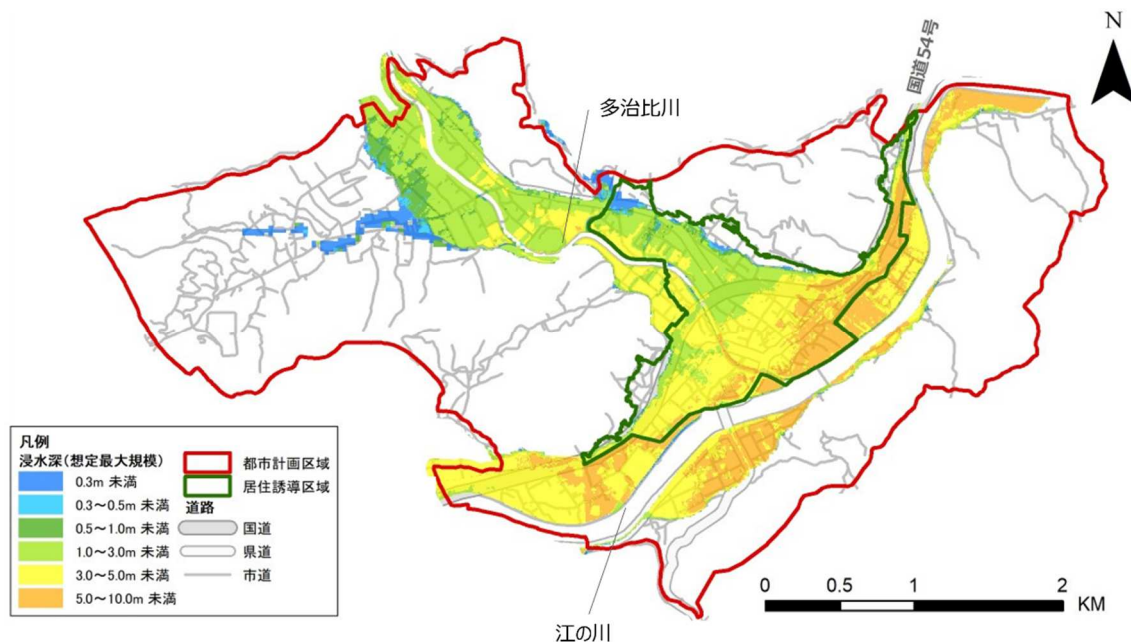 N
国道54号
多治比川
凡例
浸水深(想定最大規模)
0.3m 未満
0.3~0.5m 未満
0.5~1.0m 未満
1.0~3.0m 未満
3.0~5.0m 未満
5.0~10.0m 未満
都市計画区域
居住誘導区域
道路
国道
県道
市道
0 0.5 1 2
KM
江の川